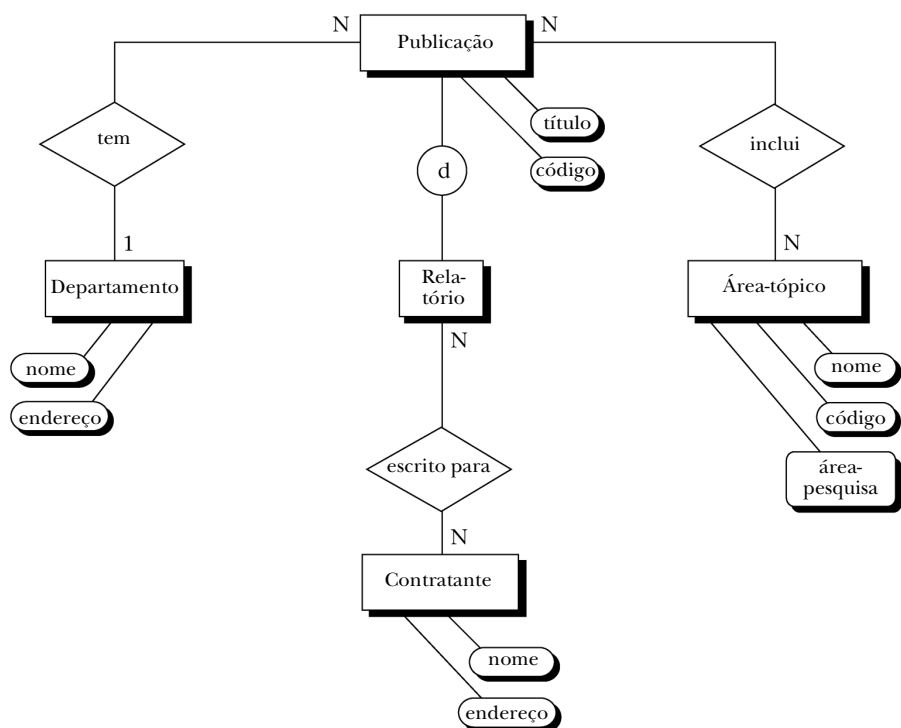 N
Publicação
N
tem
título
d
código
inclui
1
N
Departamento
Rela-
tório
Área-tópico
N
nome
nome
endereço
código
escrito para
área-
pesquisa
N
Contratante
nome
endereço